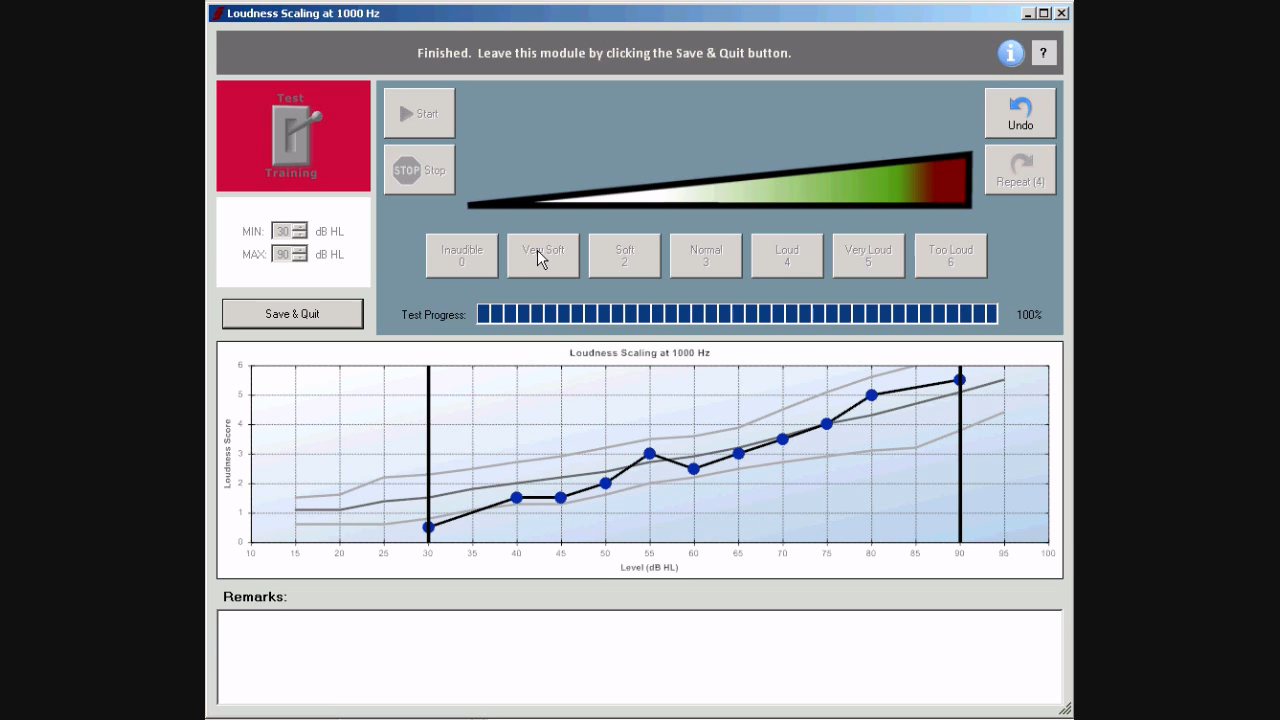 Loudness Scaling at 1000 Hz
Finished. Leave this module by clicking the Save & Quit button.
i
?
Test
Training
Start
STOP Stop
Undo
Repeat (4)
MIN: 30 dB HL
MAX: 90 dB HL
Inaudible
0
Very Soft
Soft
2
Normal
3
Loud
4
Very Loud
5
Too Loud
6
Save & Quit
Test Progress:
100%
Loudness Scaling at 1000 Hz
Loudness Score
6
5
4
3
2
1
0
10 15 20 25 30 35 40 45 50 55 60 65 70 75 80 85 90 95 100
Level (dB HL)
Remarks: